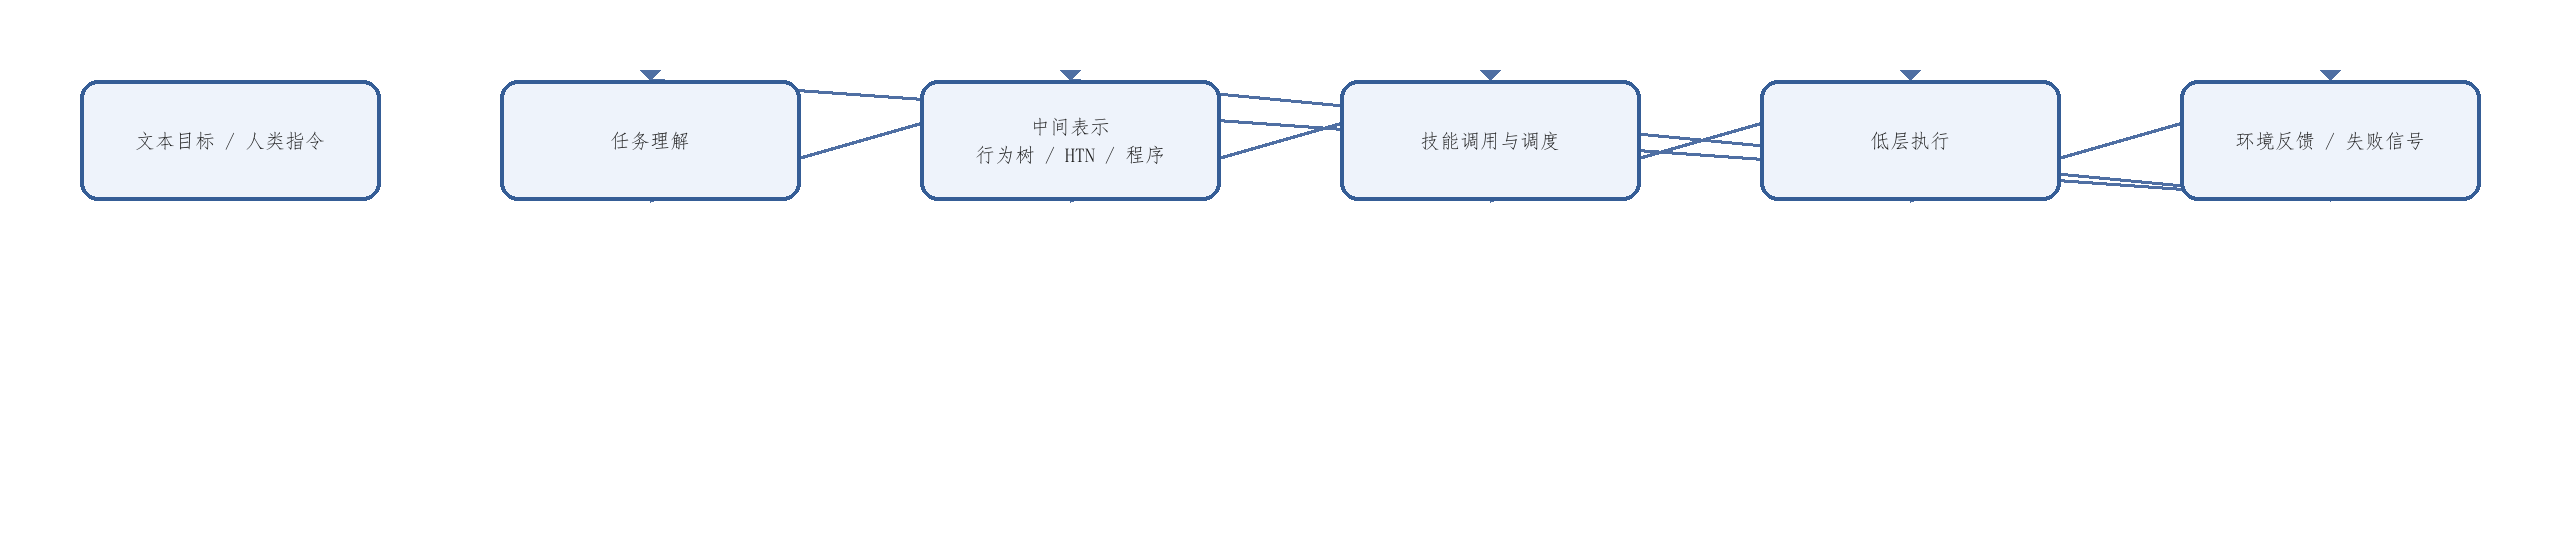 文本目标 / 人类指令
任务理解
中间表示
行为树 / HTN / 程序
技能调用与调度
低层执行
环境反馈 / 失败信号